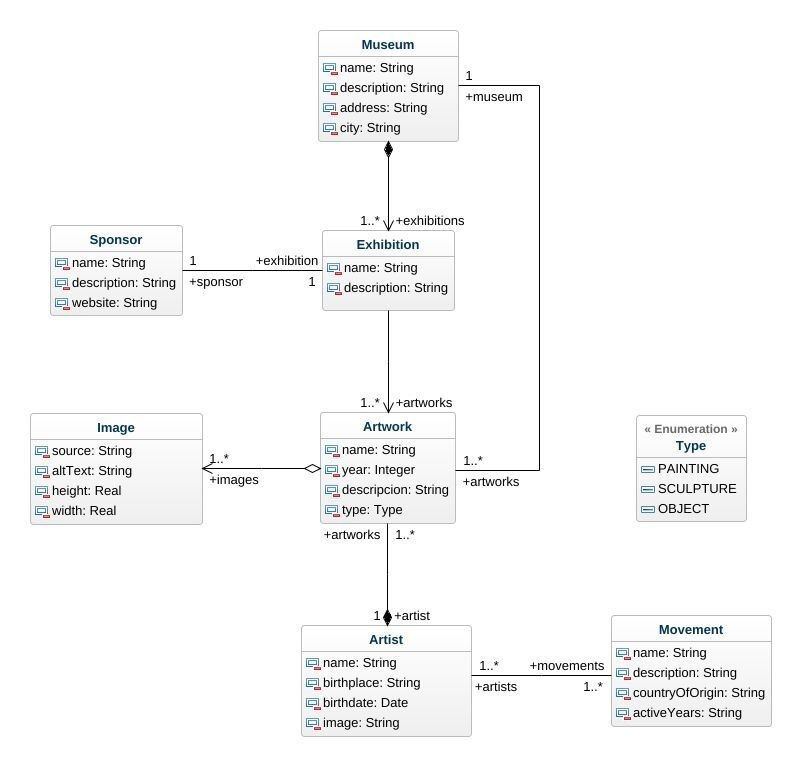 Museum
name: String
description: String
address: String
city: String
1
+museum
1..* +exhibitions
Sponsor
name: String
description: String
website: String
1
+sponsor
+exhibition
1
Exhibition
name: String
description: String
1..* +artworks
Image
source: String
altText: String
height: Real
width: Real
1..*
+images
Artwork
name: String
year: Integer
descripcion: String
type: Type
1..*
+artworks
« Enumeration »
Type
PAINTING
SCULPTURE
OBJECT
+artworks 1..*
1 +artist
Artist
name: String
birthplace: String
birthdate: Date
image: String
1..*
+artists
+movements
1..*
Movement
name: String
description: String
countryOfOrigin: String
activeYears: String